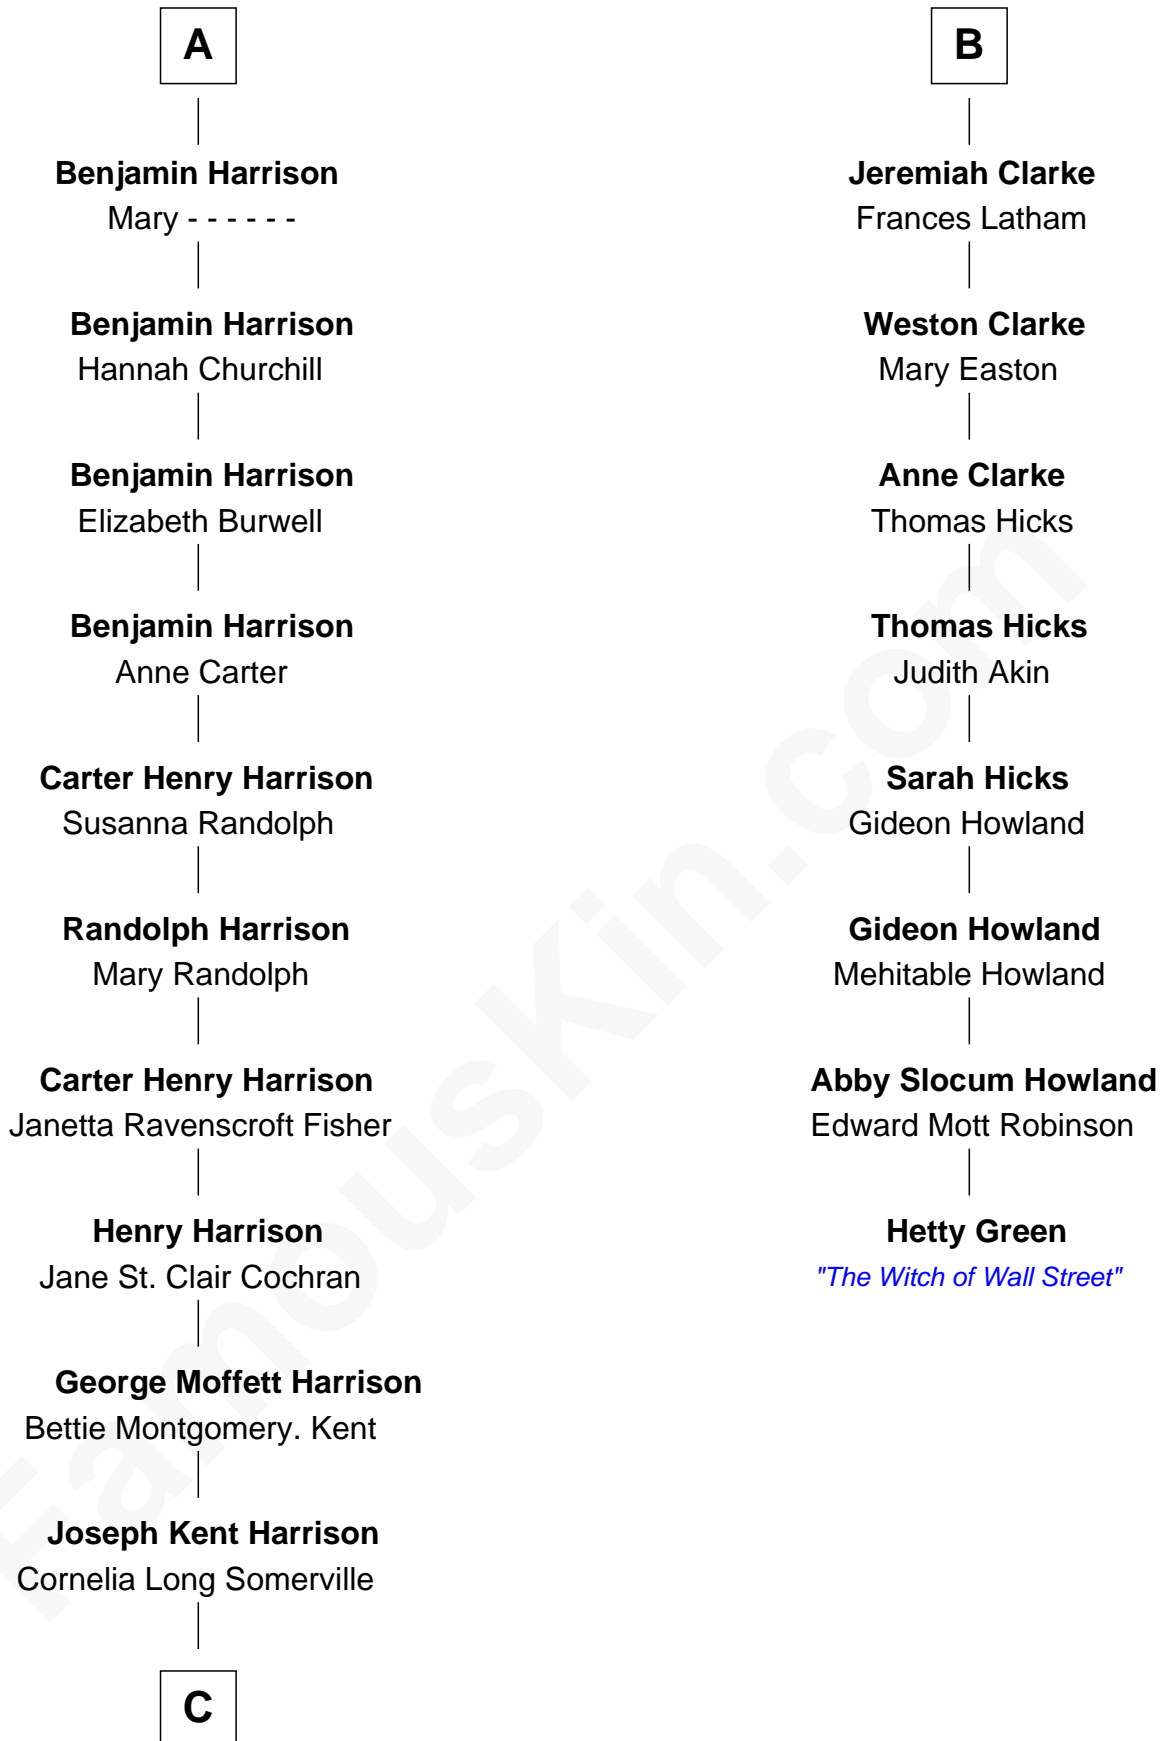 A
Benjamin Harrison
Mary - - - - - -
Benjamin Harrison
Hannah Churchill
Benjamin Harrison
Elizabeth Burwell
Benjamin Harrison
Anne Carter
Carter Henry Harrison
Susanna Randolph
Randolph Harrison
Mary Randolph
Carter Henry Harrison
Janetta Ravenscroft Fisher
Henry Harrison
Jane St. Clair Cochran
George Moffett Harrison
Bettie Montgomery. Kent
Joseph Kent Harrison
Cornelia Long Somerville
C
B
Jeremiah Clarke
Frances Latham
Weston Clarke
Mary Easton
Anne Clarke
Thomas Hicks
Thomas Hicks
Judith Akin
Sarah Hicks
Gideon Howland
Gideon Howland
Mehitable Howland
Abby Slocum Howland
Edward Mott Robinson
Hetty Green
"The Witch of Wall Street"
FamousKin.com